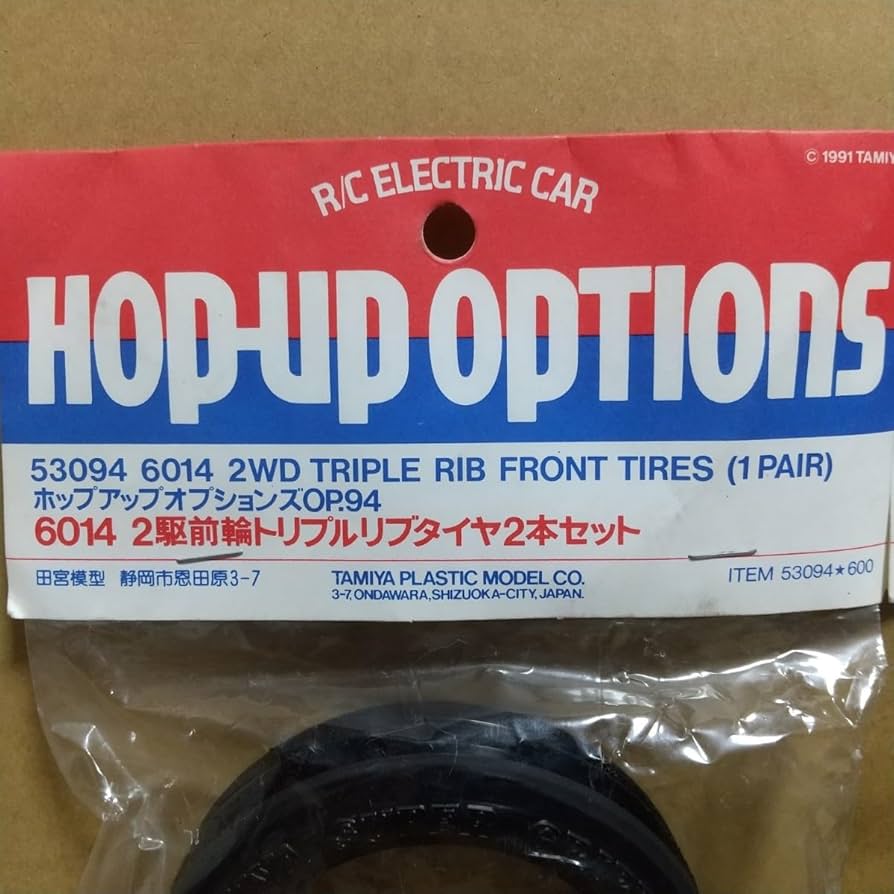 © 1991 TAMIY
R/C ELECTRIC CAR
HOP-UP OPTIONS
53094 6014 2WD TRIPLE RIB FRONT TIRES (1 PAIR)
ホップアップオプションズOP.94
6014 2駆前輪トリプルリブタイヤ2本セット
田宮模型 静岡市恩田原3-7
TAMIYA PLASTIC MODEL CO.
3-7, ONDAWARA, SHIZUOKA-CITY, JAPAN.
ITEM 53094★600